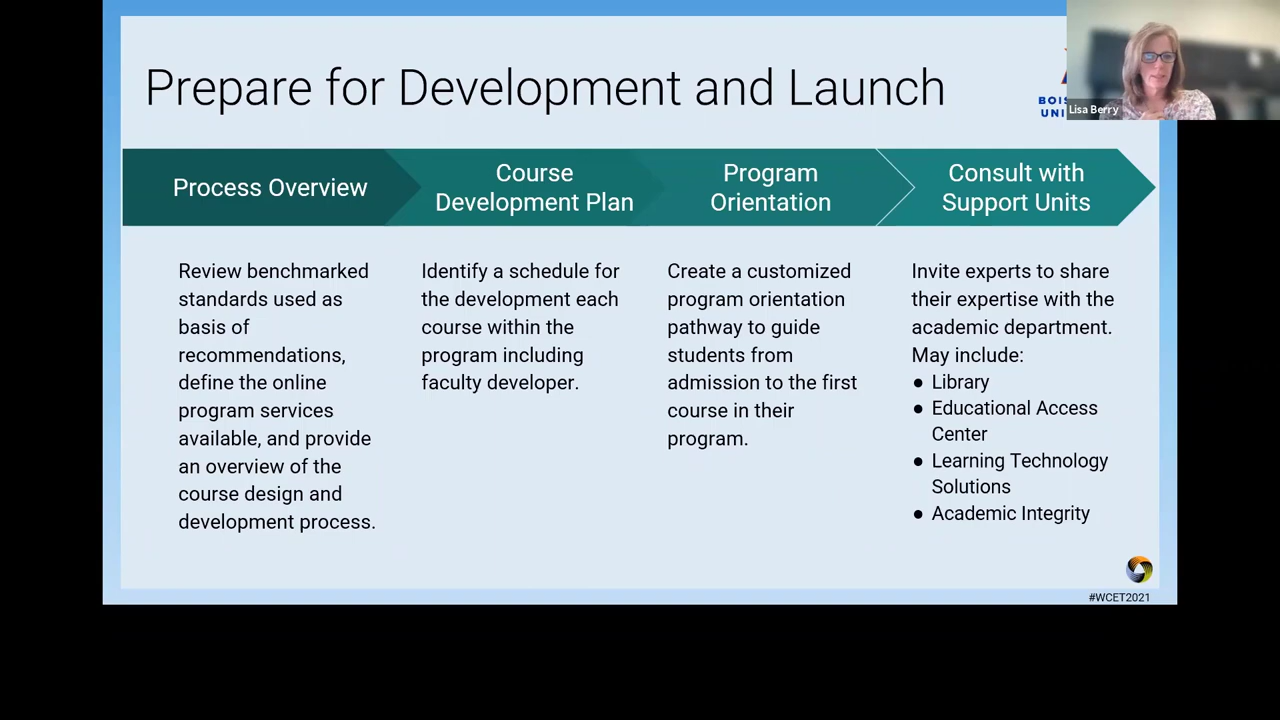 Prepare for Development and Launch
BOIS
UNI
Lisa Berry
Process Overview
Course
Development Plan
Program
Orientation
Consult with
Support Units
Review benchmarked
standards used as
basis of
recommendations,
define the online
program services
available, and provide
an overview of the
course design and
development process.
Identify a schedule for
the development each
course within the
program including
faculty developer.
Create a customized
program orientation
pathway to guide
students from
admission to the first
course in their
program.
Invite experts to share
their expertise with the
academic department.
May include:
● Library
● Educational Access
Center
● Learning Technology
Solutions
● Academic Integrity
#WCET2021